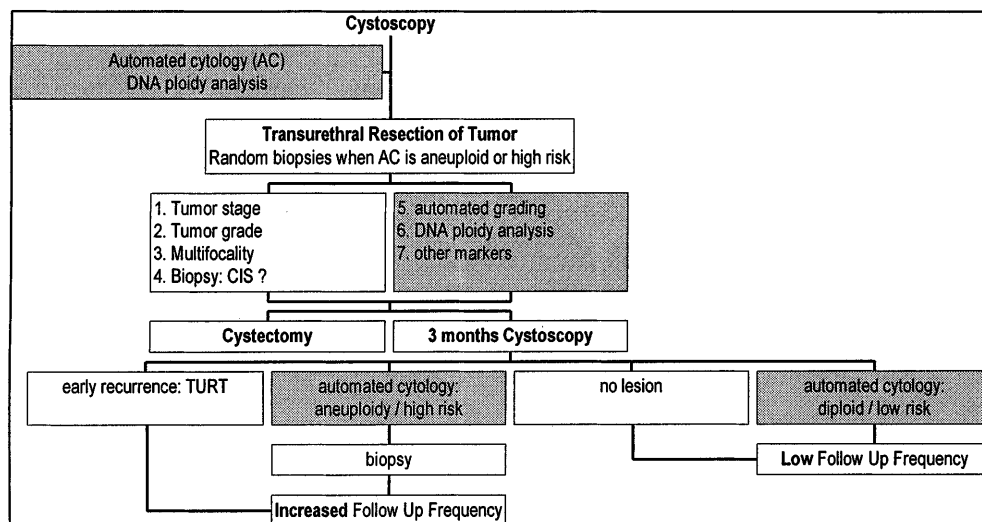 Cystoscopy
Automated cytology (AC)
DNA ploidy analysis
Transurethral Resection of Tumor
Random biopsies when AC is aneuploid or high risk
1. Tumor stage
2. Tumor grade
3. Multifocality
4. Biopsy: CIS ?
5. automated grading
6. DNA ploidy analysis
7. other markers
Cystectomy
3 months Cystoscopy
early recurrence: TURT
automated cytology:
aneuploidy / high risk
no lesion
automated cytology:
diploid / low risk
biopsy
Low Follow Up Frequency
Increased Follow Up Frequency